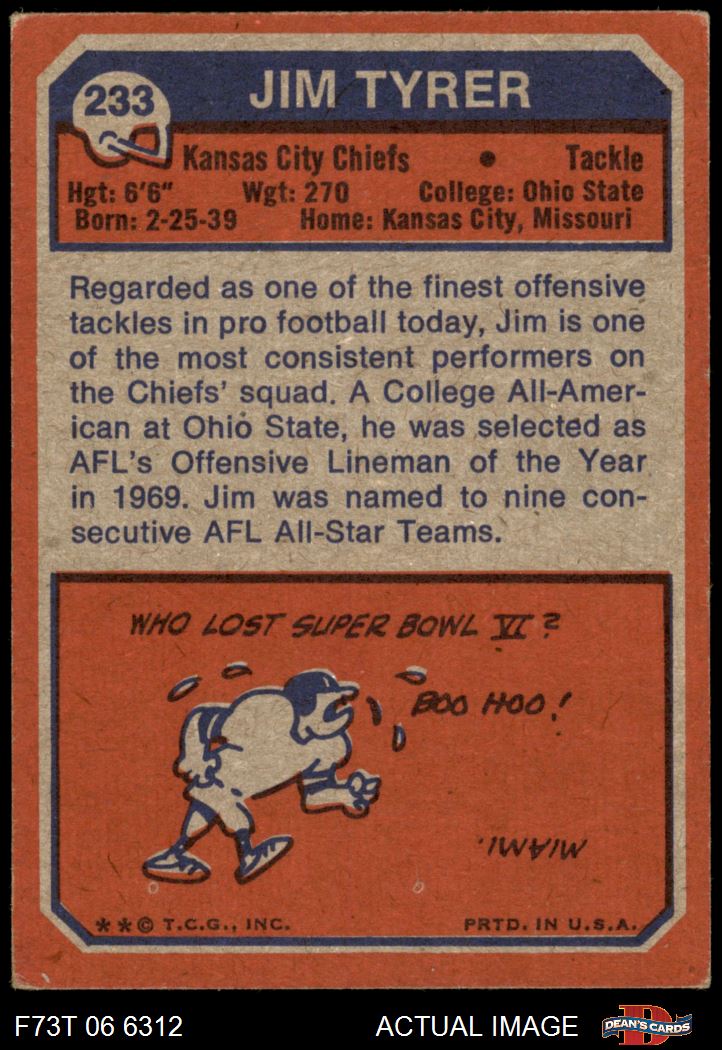 233
JIM TYRER
Kansas City Chiefs • Tackle
Hgt: 6'6" Wgt: 270 College: Ohio State
Born: 2-25-39 Home: Kansas City, Missouri
Regarded as one of the finest offensive
tackles in pro football today, Jim is one
of the most consistent performers on
the Chiefs' squad. A College All-Amer-
ican at Ohio State, he was selected as
AFL's Offensive Lineman of the Year
in 1969. Jim was named to nine con-
secutive AFL All-Star Teams.
WHO LOST SUPER BOWL VI?
BOO HOO!
MIAMI.
**© T.C.G., INC. PRTD. IN U.S.A.
F73T 06 6312 ACTUAL IMAGE
D
DEAN'S CARDS